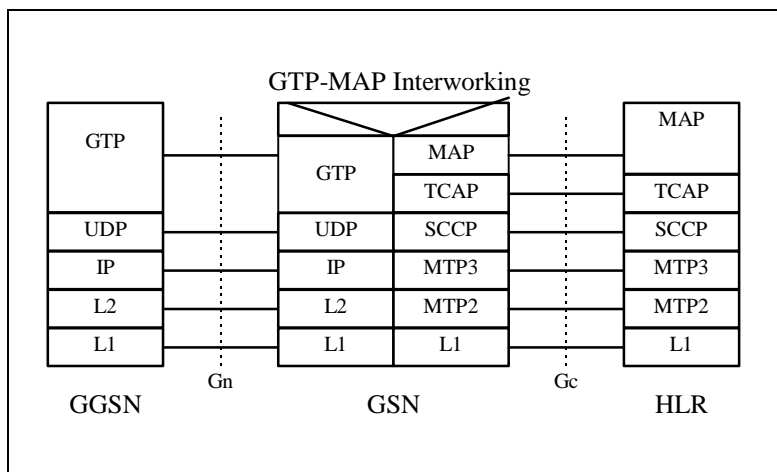 GTP-MAP Interworking
GTP GTP MAP MAP
TCAP TCAP
UDP UDP SCCP SCCP
IP IP MTP3 MTP3
L2 L2 MTP2 MTP2
L1 L1 L1 L1
Gn Gc
GGSN GSN HLR